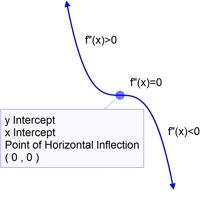 f"(x)>0
f"(x)=0
y Intercept
x Intercept
Point of Horizontal Inflection
( 0 , 0 )
f"(x)<0